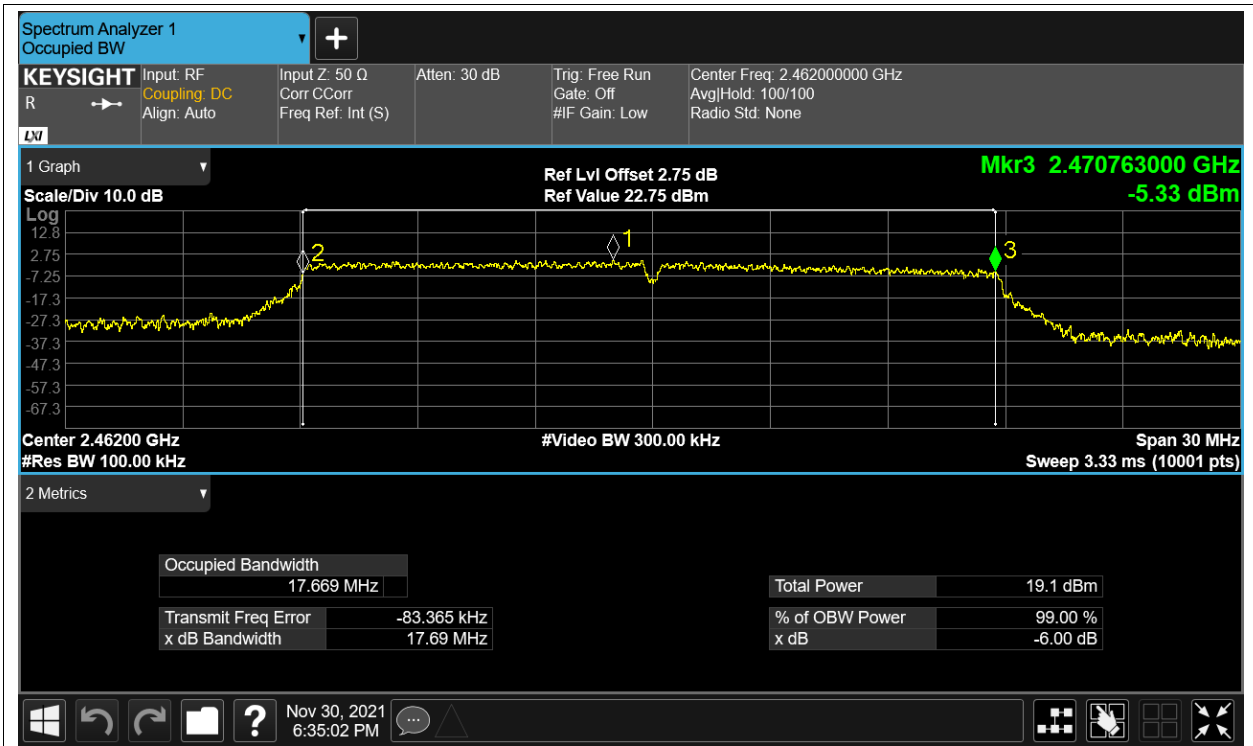 Spectrum Analyzer 1
Occupied BW
KEYSIGHT
R
LXI
Input: RF
Coupling: DC
Align: Auto
Input Z: 50 Ω
Corr CCorr
Freq Ref: Int (S)
Atten: 30 dB
Trig: Free Run
Gate: Off
#IF Gain: Low
Center Freq: 2.462000000 GHz
Avg|Hold: 100/100
Radio Std: None
1 Graph
Scale/Div 10.0 dB
Ref Lvl Offset 2.75 dB
Ref Value 22.75 dBm
Mkr3 2.470763000 GHz
-5.33 dBm
Log
12.8
2.75
-7.25
-17.3
-27.3
-37.3
-47.3
-57.3
-67.3
2
1
3
Center 2.46200 GHz
#Video BW 300.00 kHz
Span 30 MHz
#Res BW 100.00 kHz
Sweep 3.33 ms (10001 pts)
2 Metrics
Occupied Bandwidth
17.669 MHz
Transmit Freq Error -83.365 kHz
x dB Bandwidth 17.69 MHz
Total Power 19.1 dBm
% of OBW Power 99.00 %
x dB -6.00 dB
?
Nov 30, 2021
6:35:02 PM